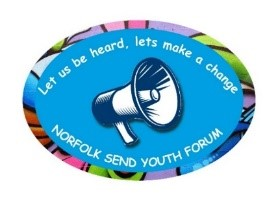 Let us be heard, lets make a change
NORFOLK SEND YOUTH FORUM